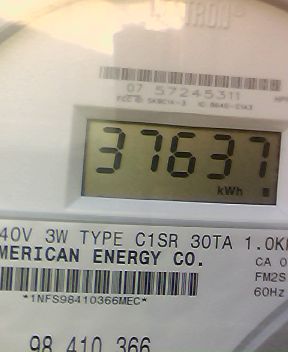 TRON
07 57245311
37637
kWh
40V 3W TYPE C1SR 30TA 1.0K
MERICAN ENERGY CO.
CA 0
FM2S
60Hz
*1NFS98410366MEC*
98 410 366